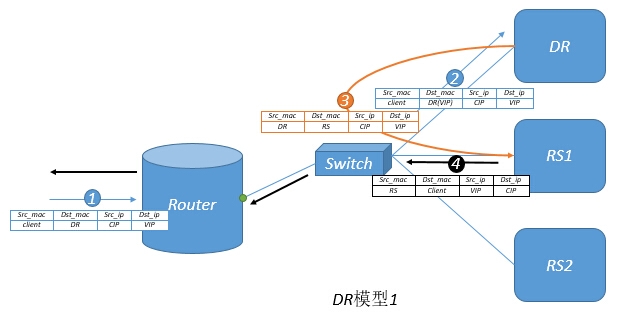 DR
2
Src_mac Dst_mac Src_ip Dst_ip
client DR(VIP) CIP VIP
3
Src_mac Dst_mac Src_ip Dst_ip
DR RS CIP VIP
Switch
4
RS1
Src_mac Dst_mac Src_ip Dst_ip
RS Client VIP CIP
1
Router
Src_mac Dst_mac Src_ip Dst_ip
client DR CIP VIP
RS2
DR模型1